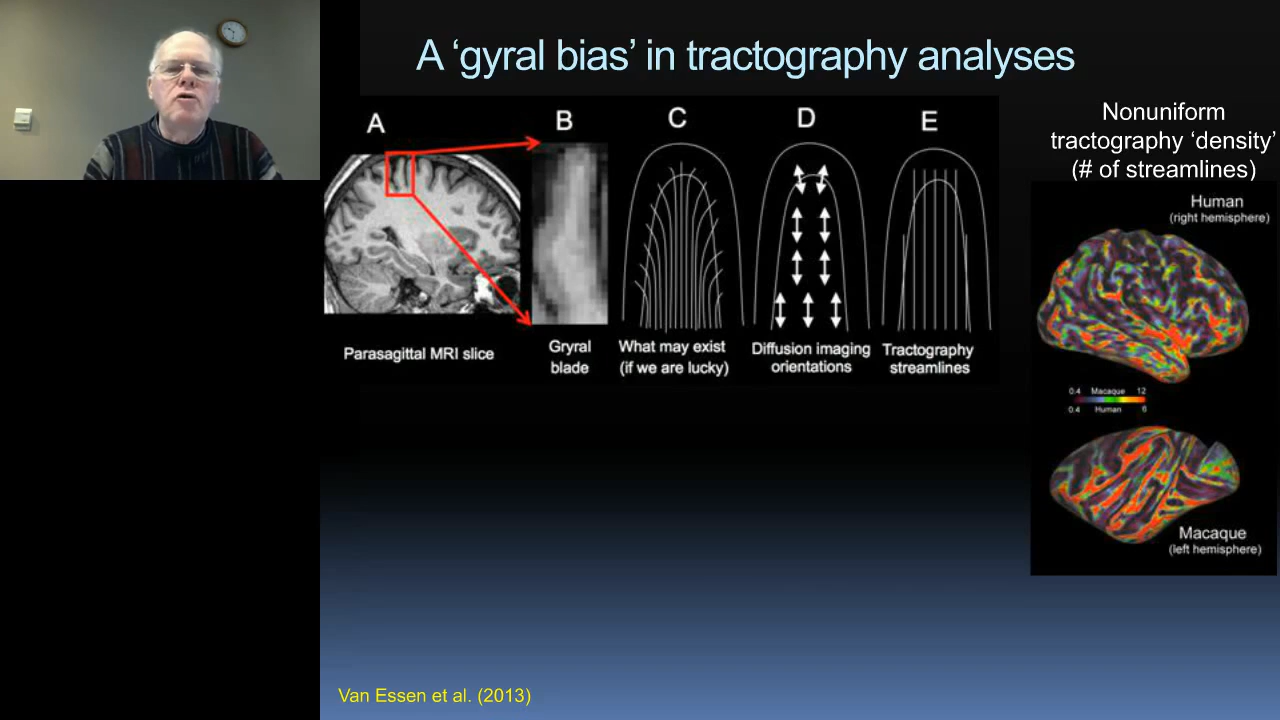 A ‘gyral bias’ in tractography analyses
Nonuniform
tractography ‘density’
(# of streamlines)
A
B
C
D
E
Parasagittal MRI slice
Gryral
blade
What may exist
(if we are lucky)
Diffusion imaging
orientations
Tractography
streamlines
Human
(right hemisphere)
0.4 Macaque 12
0.4 Human 6
Macaque
(left hemisphere)
Van Essen et al. (2013)